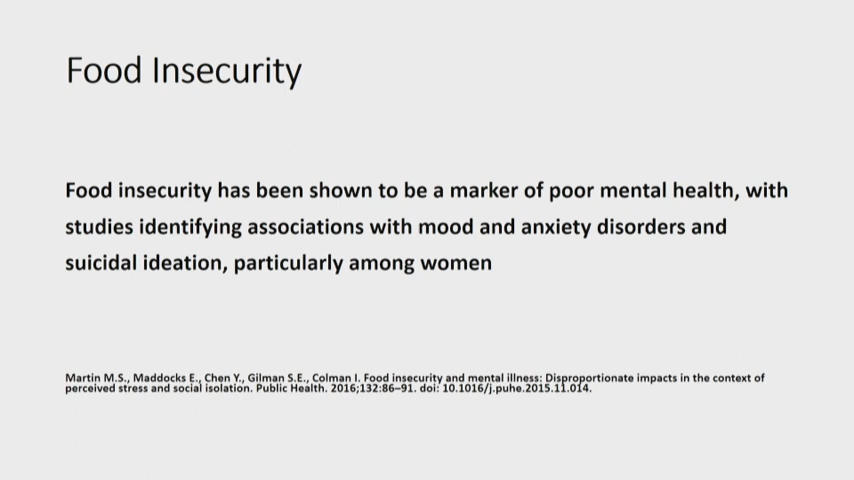 Food Insecurity
Food insecurity has been shown to be a marker of poor mental health, with
studies identifying associations with mood and anxiety disorders and
suicidal ideation, particularly among women
Martin M.S., Maddocks E., Chen Y., Gilman S.E., Colman I. Food insecurity and mental illness: Disproportionate impacts in the context of
perceived stress and social isolation. Public Health. 2016;132:86–91. doi: 10.1016/j.puhe.2015.11.014.